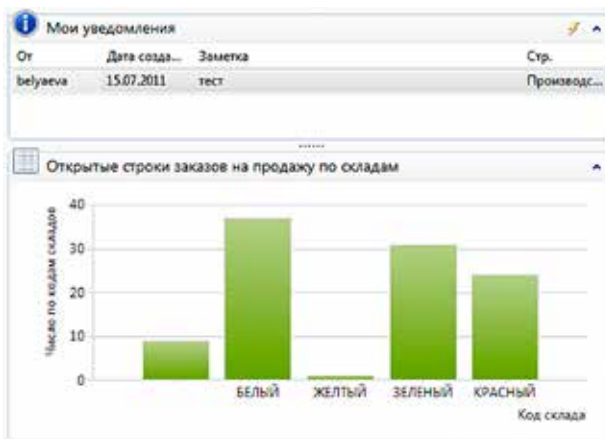 Мои уведомления
От Дата созда... Заметка Стр.
belyaeva 15.07.2011 тест Производс...
Открытые строки заказов на продажу по складам
Число по кодам складов
40
30
20
10
0
БЕЛЫЙ ЖЕЛТЫЙ ЗЕЛЕНЫЙ КРАСНЫЙ
Код склада